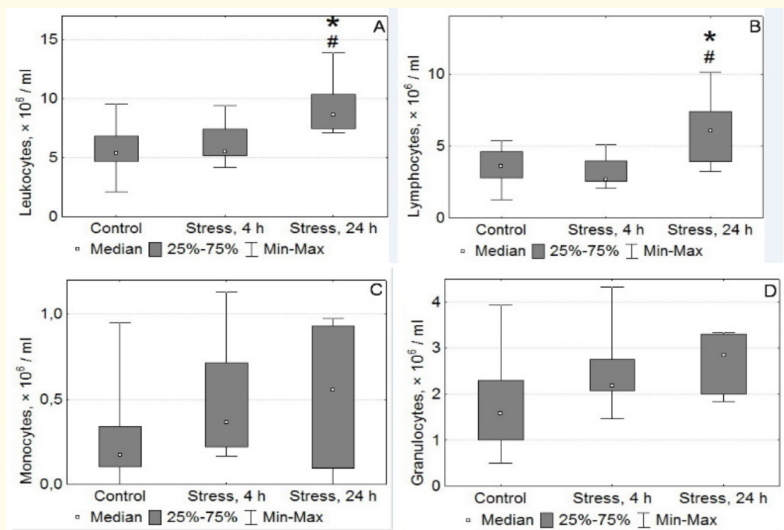 A
*
#
15
10
5
0
Leukocytes, × 10⁶ / ml
Control Stress, 4 h Stress, 24 h
Median 25%-75% Min-Max
B
*
#
10
5
0
Lymphocytes, × 10⁶ / ml
Control Stress, 4 h Stress, 24 h
Median 25%-75% Min-Max
C
1,0
0,5
0,0
Monocytes, × 10⁶ / ml
Control Stress, 4 h Stress, 24 h
Median 25%-75% Min-Max
D
4
3
2
1
0
Granulocytes, × 10⁶ / ml
Control Stress, 4 h Stress, 24 h
Median 25%-75% Min-Max